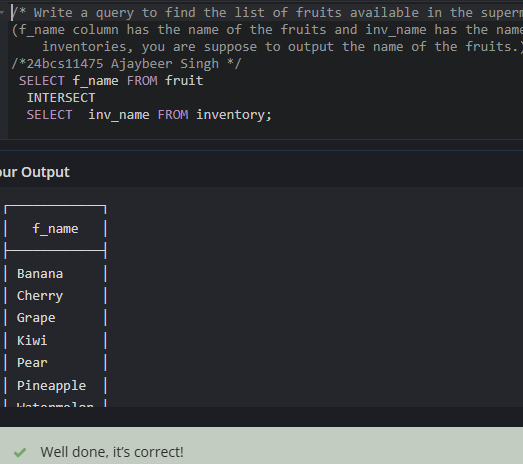 /* Write a query to find the list of fruits available in the
(f_name column has the name of the fruits and inv_name has the
inventories, you are suppose to output the name of the fruits.)
/*24bcs11475 Ajaybeer Singh */
SELECT f_name FROM fruit
INTERSECT
SELECT  inv_name FROM inventory;
Output
f_name
Banana
Cherry
Grape
Kiwi
Pear
Pineapple
Well done, it's correct!